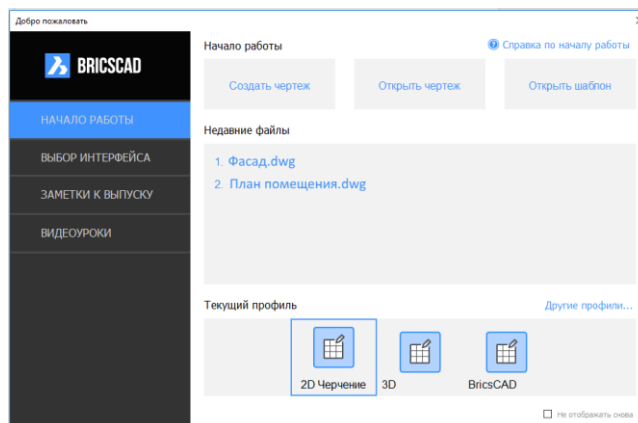 Добро пожаловать
BRICSCAD
НАЧАЛО РАБОТЫ
ВЫБОР ИНТЕРФЕЙСА
ЗАМЕТКИ К ВЫПУСКУ
ВИДЕОУРОКИ
Начало работы
Справка по началу работы
Создать чертеж
Открыть чертеж
Открыть шаблон
Недавние файлы
1. Фасад.dwg
2. План помещения.dwg
Текущий профиль
Другие профили...
2D Черчение
3D
BricsCAD
Не отображать снова